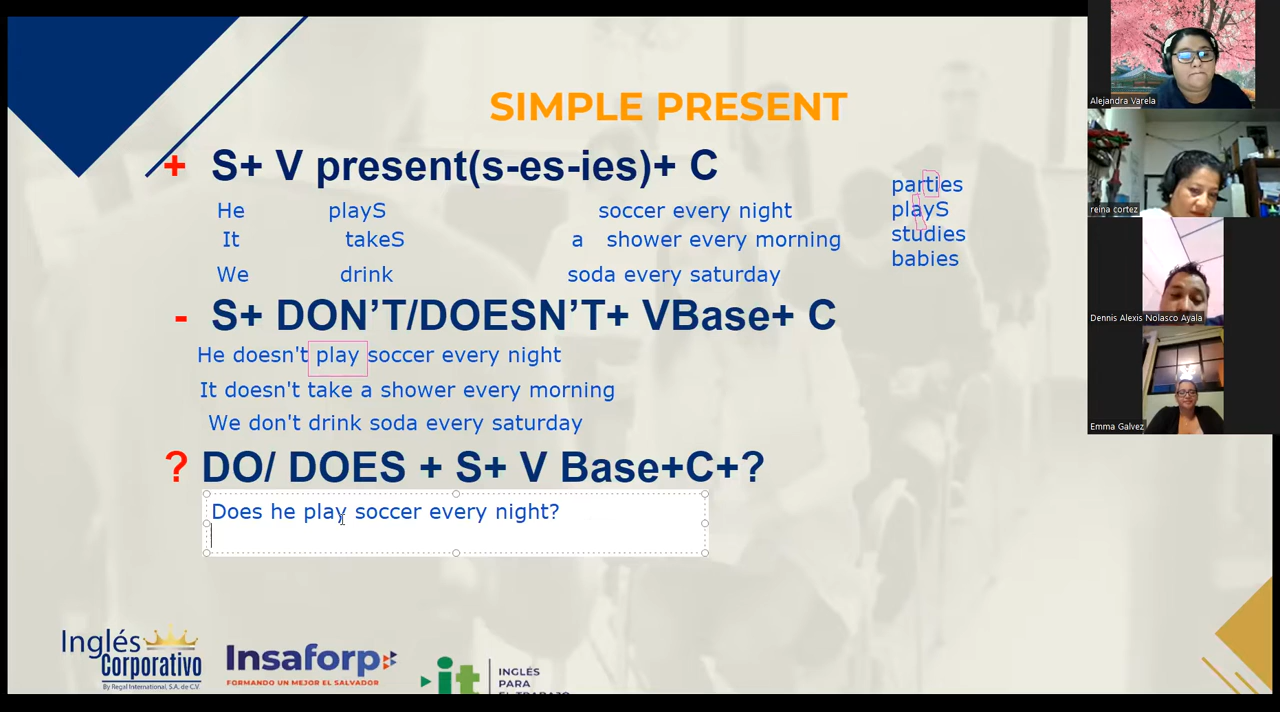 SIMPLE PRESENT
+ S+ V present(s-es-ies)+ C
He playS soccer every night
It takeS a shower every morning
We drink soda every saturday
parties
playS
studies
babies
- S+ DON'T/DOESN'T+ VBase+ C
He doesn't play soccer every night
It doesn't take a shower every morning
We don't drink soda every saturday
? DO/ DOES + S+ V Base+C+?
Does he play soccer every night?
Inglés
Corporativo
By Regal International, S.A. de C.V.
Insaforp
FORMANDO UN MEJOR EL SALVADOR
it
INGLÉS
PARA
EL TRABAJO
Alejandra Varela
reina cortez
Dennis Alexis Nolasco Ayala
Emma Galvez